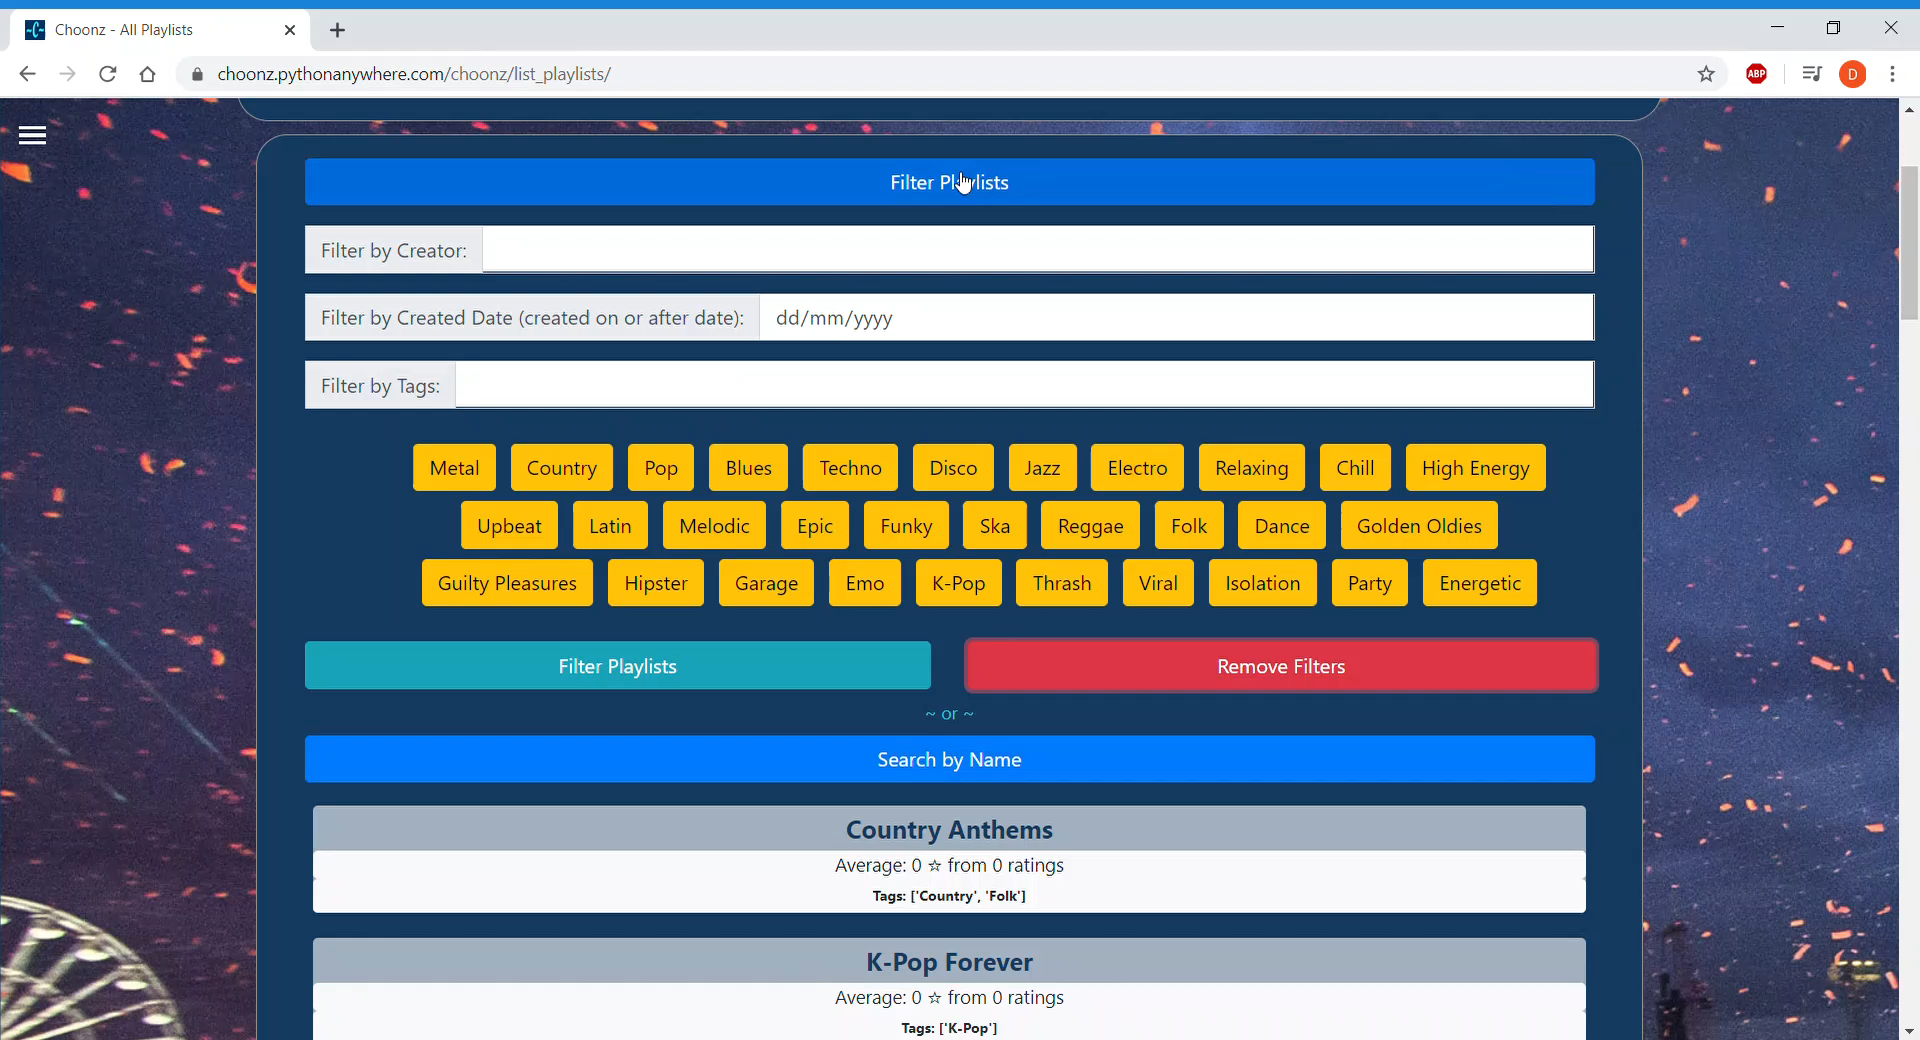 Choonz - All Playlists
choonz.pythonanywhere.com/choonz/list_playlists/
ABP
D
Filter Playlists
Filter by Creator:
Filter by Created Date (created on or after date): dd/mm/yyyy
Filter by Tags:
Metal Country Pop Blues Techno Disco Jazz Electro Relaxing Chill High Energy
Upbeat Latin Melodic Epic Funky Ska Reggae Folk Dance Golden Oldies
Guilty Pleasures Hipster Garage Emo K-Pop Thrash Viral Isolation Party Energetic
Filter Playlists Remove Filters
~ or ~
Search by Name
Country Anthems
Average: 0 ☆ from 0 ratings
Tags: ['Country', 'Folk']
K-Pop Forever
Average: 0 ☆ from 0 ratings
Tags: ['K-Pop']